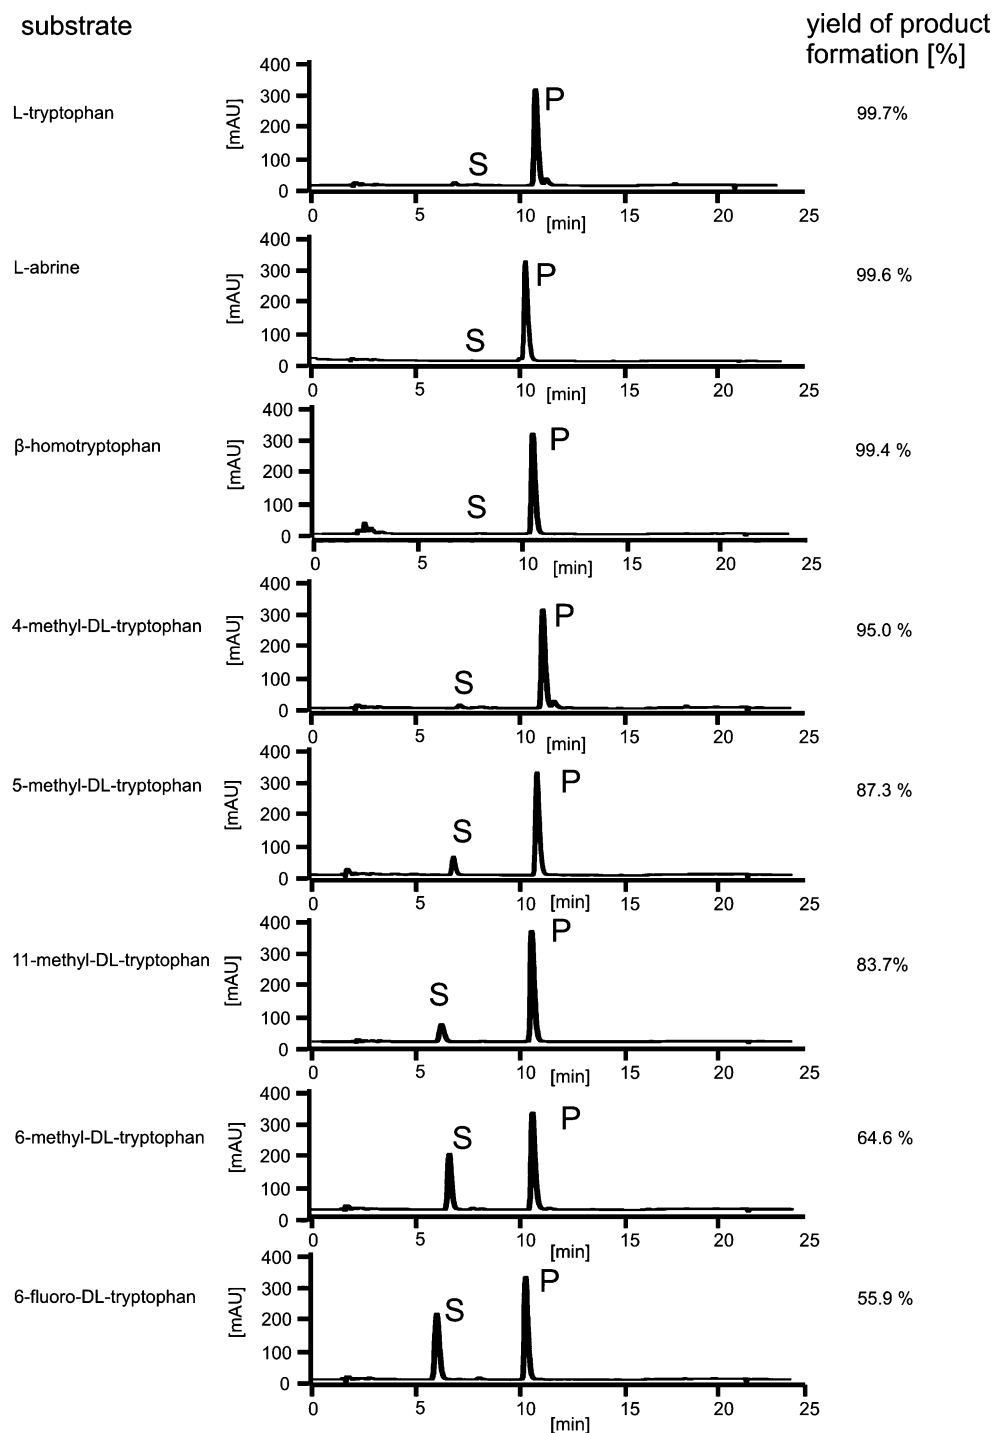 substrate
yield of product
formation [%]
L-tryptophan
[mAU]
400
300
200
100
0
S
P
99.7%
0
5
10
15
20
25
[min]
L-abrine
[mAU]
400
300
200
100
0
S
P
99.6 %
0
5
10
15
20
25
[min]
β-homotryptophan
[mAU]
400
300
200
100
0
S
P
99.4 %
0
5
10
15
20
25
[min]
4-methyl-DL-tryptophan
[mAU]
400
300
200
100
0
S
P
95.0 %
0
5
10
15
20
25
[min]
5-methyl-DL-tryptophan
[mAU]
400
300
200
100
0
S
P
87.3 %
0
5
10
15
20
25
[min]
11-methyl-DL-tryptophan
[mAU]
400
300
200
100
0
S
P
83.7%
0
5
10
15
20
25
[min]
6-methyl-DL-tryptophan
[mAU]
400
300
200
100
0
S
P
64.6 %
0
5
10
15
20
25
[min]
6-fluoro-DL-tryptophan
[mAU]
400
300
200
100
0
S
P
55.9 %
0
5
10
15
20
25
[min]